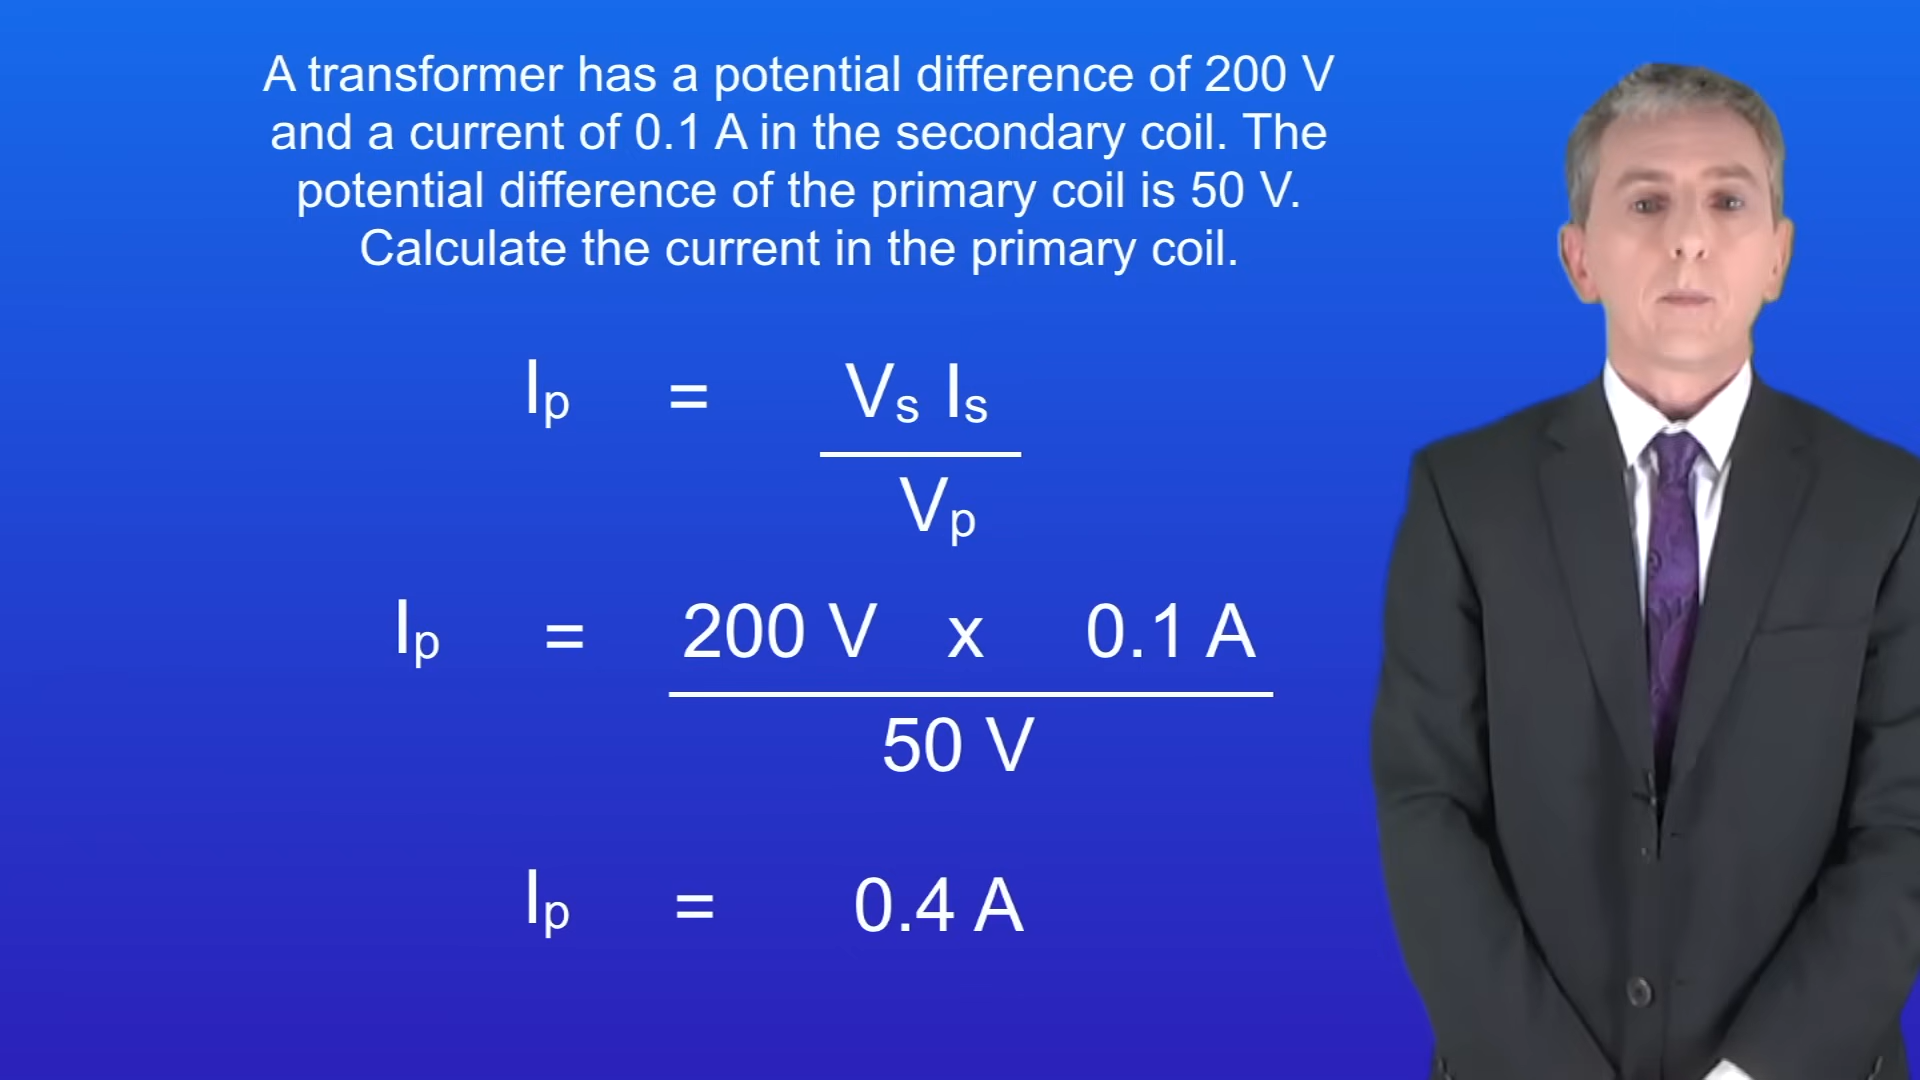 A transformer has a potential difference of 200 V
and a current of 0.1 A in the secondary coil. The
potential difference of the primary coil is 50 V.
Calculate the current in the primary coil.
Ip = Vs Is
Vp
Ip = 200 V x 0.1 A
50 V
Ip = 0.4 A